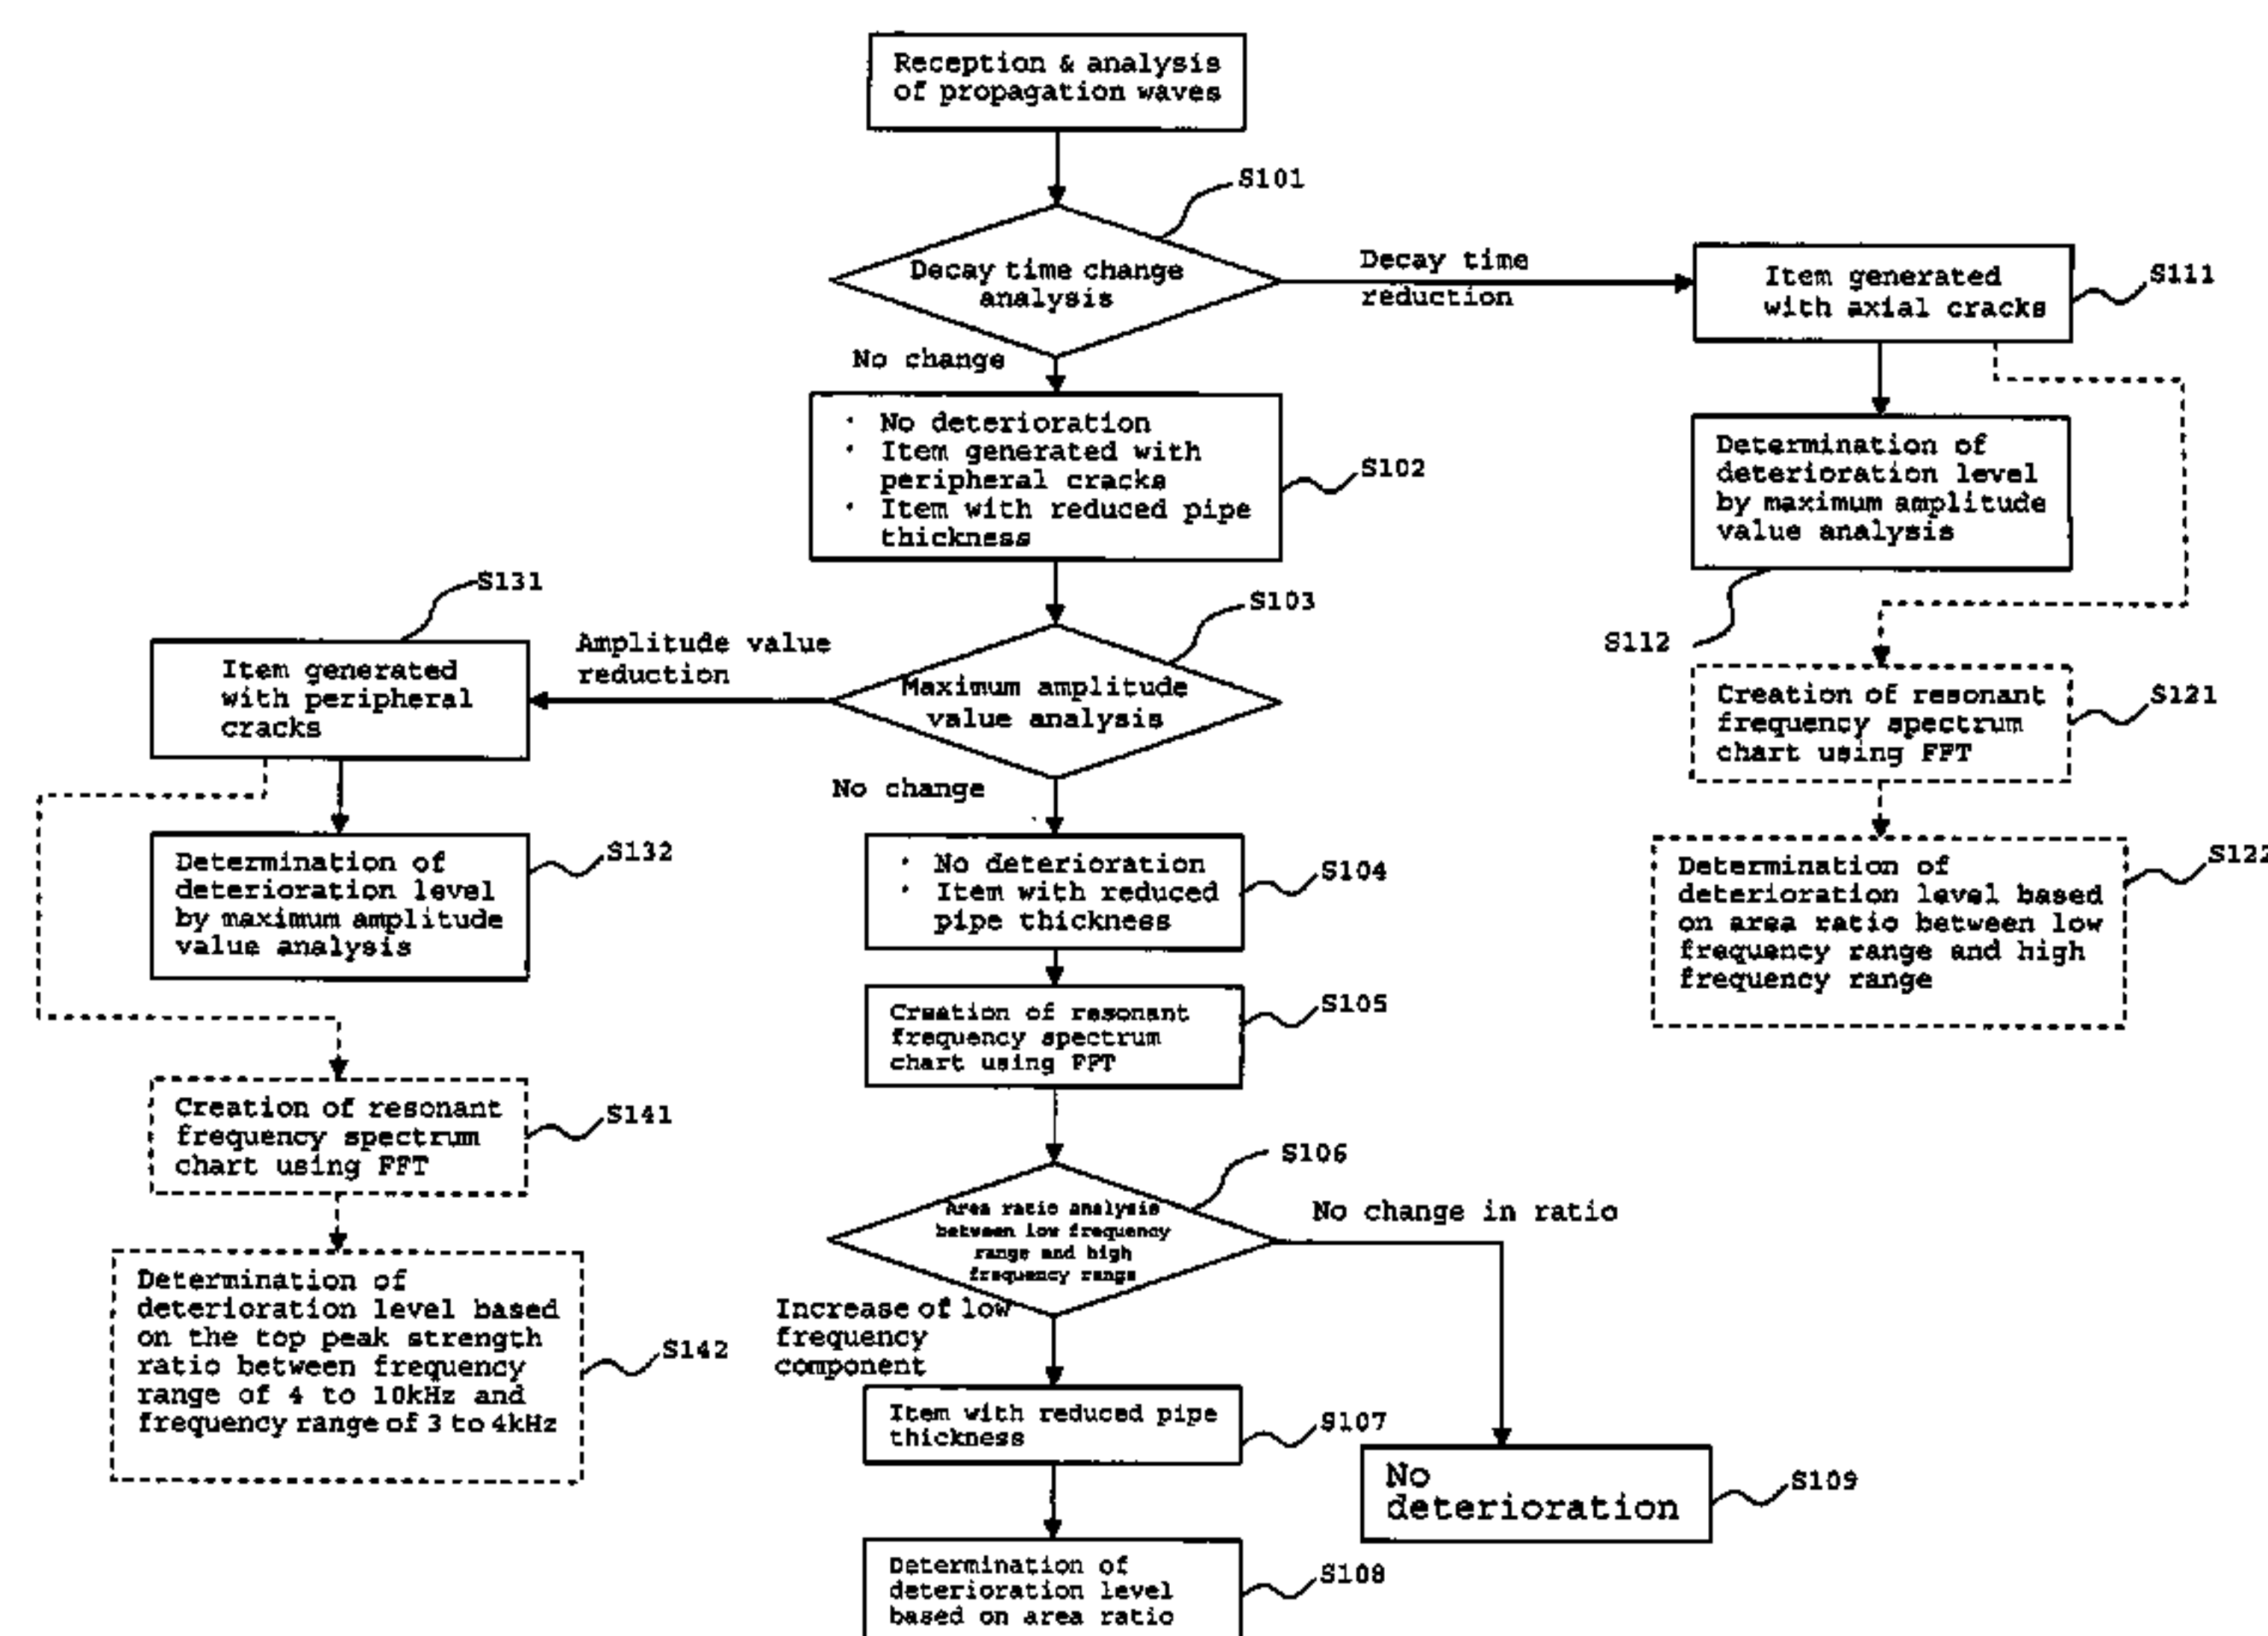 Reception & analysis
of propagation waves
S101
Decay time change
analysis
Decay time
reduction
Item generated
with axial cracks
S111
No change
· No deterioration
· Item generated with
peripheral cracks
· Item with reduced pipe
thickness
S102
Determination of
deterioration level
by maximum amplitude
value analysis
S112
S131
S103
Item generated
with peripheral
cracks
Amplitude value
reduction
Maximum amplitude
value analysis
Creation of resonant
frequency spectrum
chart using FFT
S121
No change
Determination of
deterioration level
by maximum amplitude
value analysis
S132
· No deterioration
· Item with reduced
pipe thickness
S104
Determination of
deterioration level based
on area ratio between low
frequency range and high
frequency range
S122
Creation of resonant
frequency spectrum
chart using FFT
S105
Creation of resonant
frequency spectrum
chart using FFT
S141
S106
Area ratio analysis
between low frequency
range and high
frequency range
No change in ratio
Determination of
deterioration level based
on the top peak strength
ratio between frequency
range of 4 to 10kHz and
frequency range of 3 to 4kHz
S142
Increase of low
frequency
component
Item with reduced pipe
thickness
S107
No
deterioration
S109
Determination of
deterioration level
based on area ratio
S108